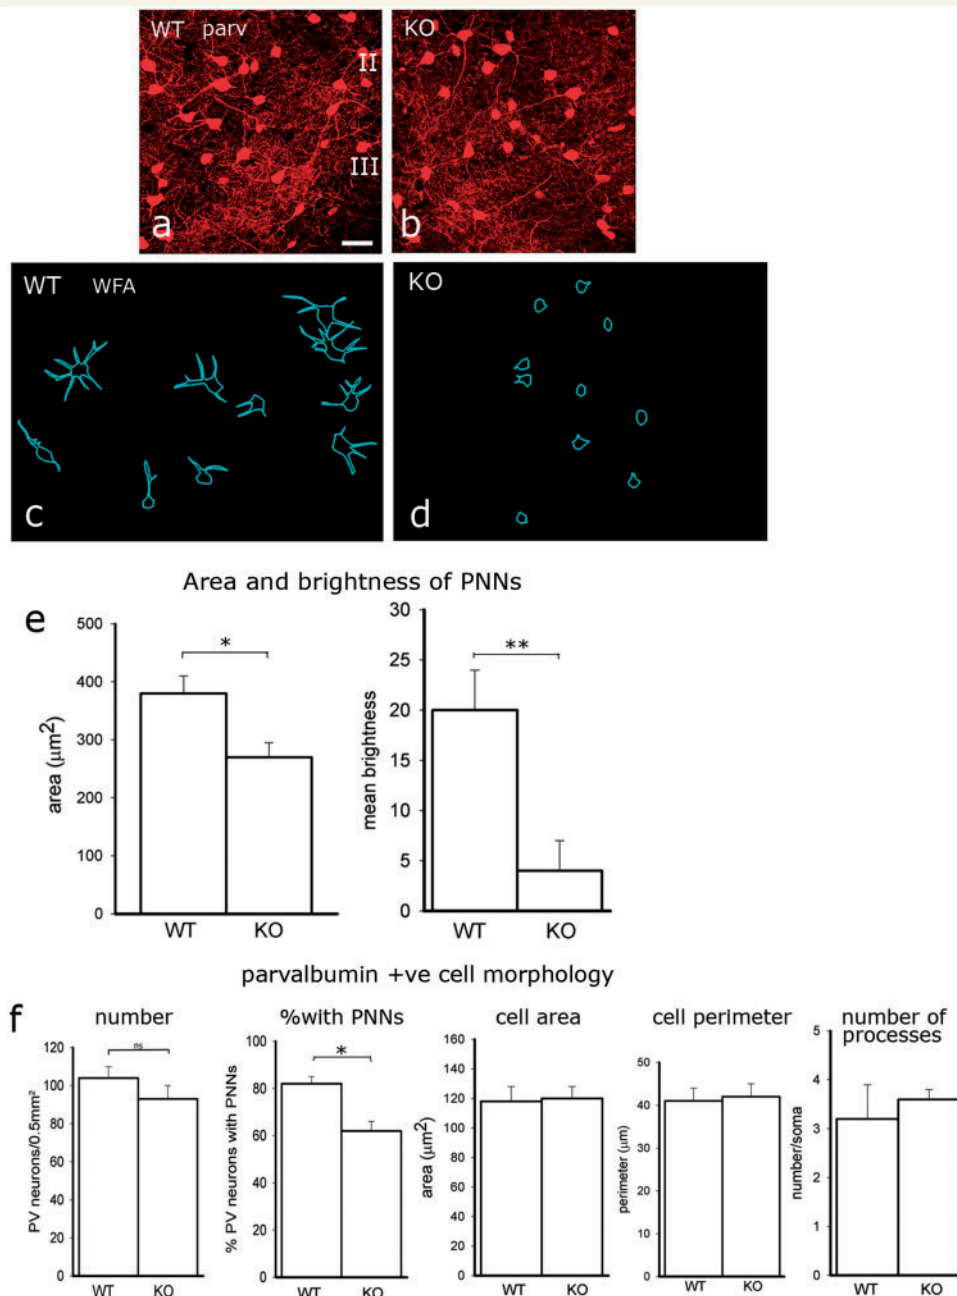 WT parv
KO
II
III
a
b
WT WFA
KO
c
d
Area and brightness of PNNs
e
500
400
300
200
100
0
area (μm²)
*
WT KO
30
25
20
15
10
5
0
mean brightness
**
WT KO
parvalbumin +ve cell morphology
f
number
120
100
80
60
40
20
0
PV neurons/0.5mm²
ns
WT KO
%with PNNs
100
80
60
40
20
0
% PV neurons with PNNs
*
WT KO
cell area
160
140
120
100
80
60
40
20
0
area (μm²)
WT KO
cell perimeter
50
40
30
20
10
0
perimeter (μm)
WT KO
number of
processes
5
4
3
2
1
0
number/soma
WT KO